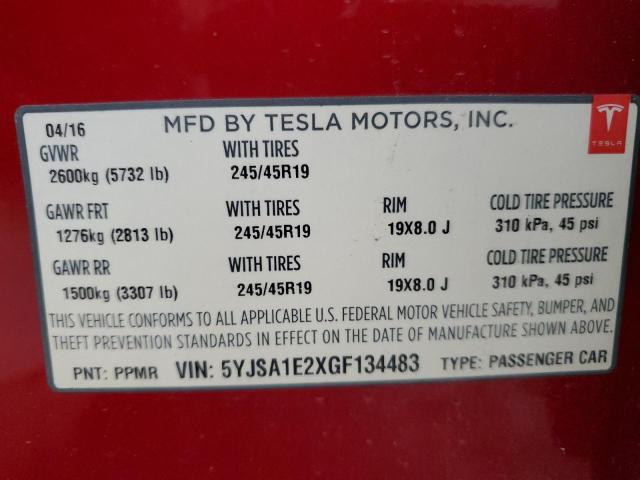 04/16 MFD BY TESLA MOTORS, INC.
TESLA
GVWR WITH TIRES
2600kg (5732 lb) 245/45R19
GAWR FRT WITH TIRES RIM COLD TIRE PRESSURE
1276kg (2813 lb) 245/45R19 19X8.0 J 310 kPa, 45 psi
GAWR RR WITH TIRES RIM COLD TIRE PRESSURE
1500kg (3307 lb) 245/45R19 19X8.0 J 310 kPa, 45 psi
THIS VEHICLE CONFORMS TO ALL APPLICABLE U.S. FEDERAL MOTOR VEHICLE SAFETY, BUMPER, AND
THEFT PREVENTION STANDARDS IN EFFECT ON THE DATE OF MANUFACTURE SHOWN ABOVE.
PNT: PPMR VIN: 5YJSA1E2XGF134483 TYPE: PASSENGER CAR